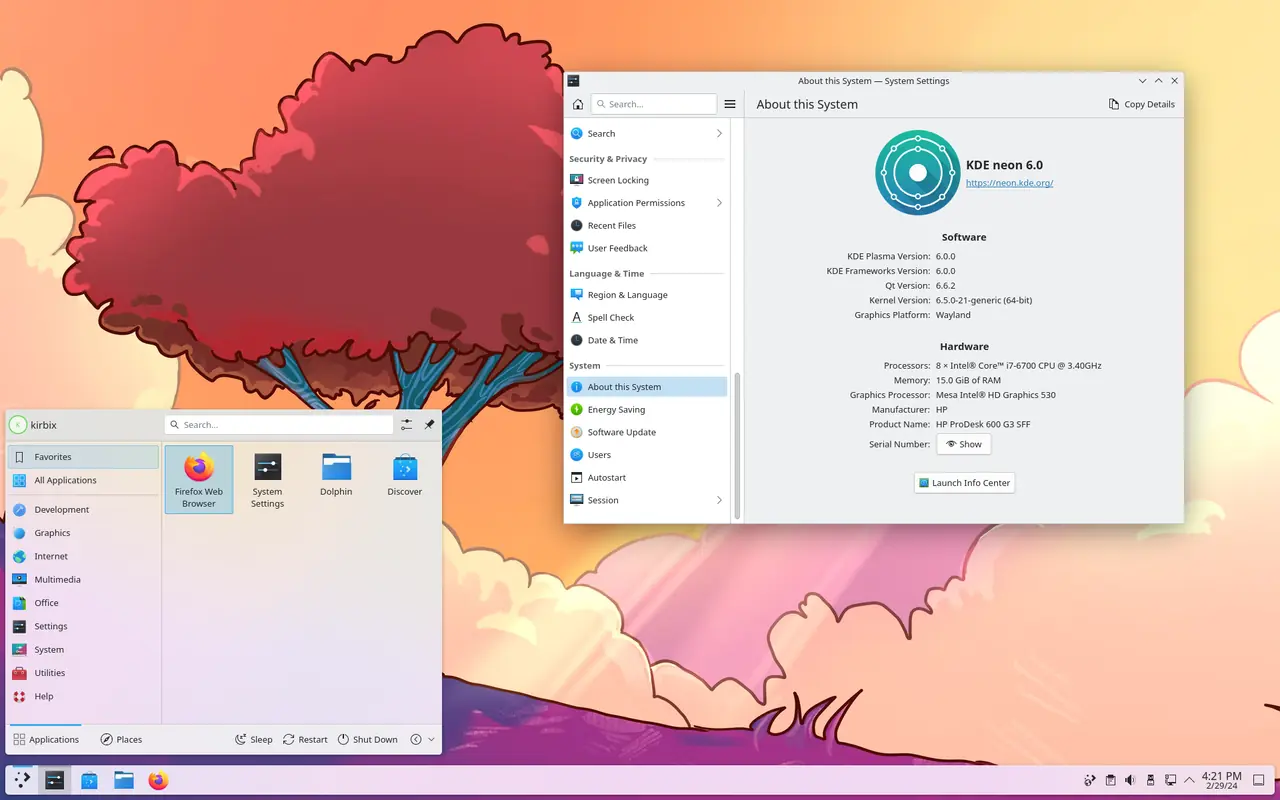 About this System — System Settings
Search...
About this System
Copy Details
Search
Security & Privacy
Screen Locking
Application Permissions
Recent Files
User Feedback
Language & Time
Region & Language
Spell Check
Date & Time
System
About this System
Energy Saving
Software Update
Users
Autostart
Session
KDE neon 6.0
https://neon.kde.org/
Software
KDE Plasma Version: 6.0.0
KDE Frameworks Version: 6.0.0
Qt Version: 6.6.2
Kernel Version: 6.5.0-21-generic (64-bit)
Graphics Platform: Wayland
Hardware
Processors: 8 × Intel® Core™ i7-6700 CPU @ 3.40GHz
Memory: 15.0 GiB of RAM
Graphics Processor: Mesa Intel® HD Graphics 530
Manufacturer: HP
Product Name: HP ProDesk 600 G3 SFF
Serial Number: Show
Launch Info Center
K
kirbix
Search...
Favorites
All Applications
Development
Graphics
Internet
Multimedia
Office
Settings
System
Utilities
Help
Firefox Web
Browser
System
Settings
Dolphin
Discover
Applications
Places
Sleep
Restart
Shut Down
4:21 PM
2/29/24